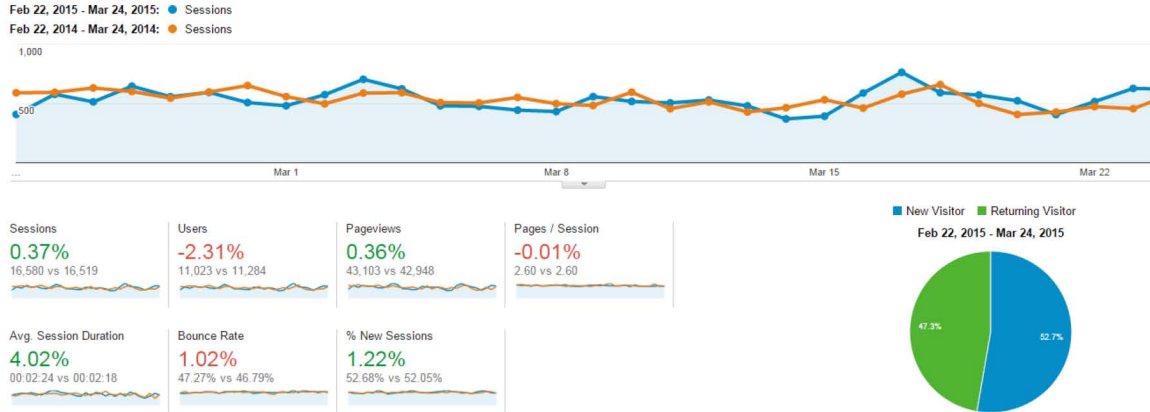 Feb 22, 2015 - Mar 24, 2015: Sessions
Feb 22, 2014 - Mar 24, 2014: Sessions
1,000
500
... Mar 1 Mar 8 Mar 15 Mar 22
New Visitor Returning Visitor
Feb 22, 2015 - Mar 24, 2015
Sessions Users Pageviews Pages / Session
0.37% -2.31% 0.36% -0.01%
16,580 vs 16,519 11,023 vs 11,284 43,103 vs 42,948 2.60 vs 2.60
47.3% 52.7%
Avg. Session Duration Bounce Rate % New Sessions
4.02% 1.02% 1.22%
00:02:24 vs 00:02:18 47.27% vs 46.79% 52.68% vs 52.05%